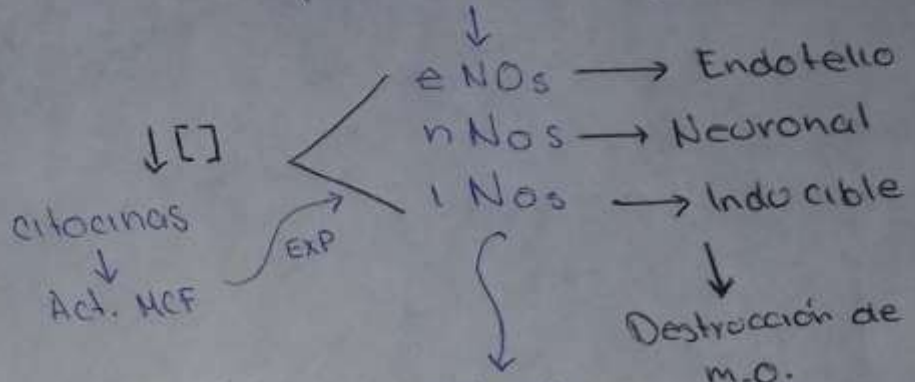 ↓
eNOs → Endotelio
↓[]
nNos → Neuronal
citocinas
iNos → Inducible
↓
EXP
Act. MCF
↓
Destrucción de
m.o.